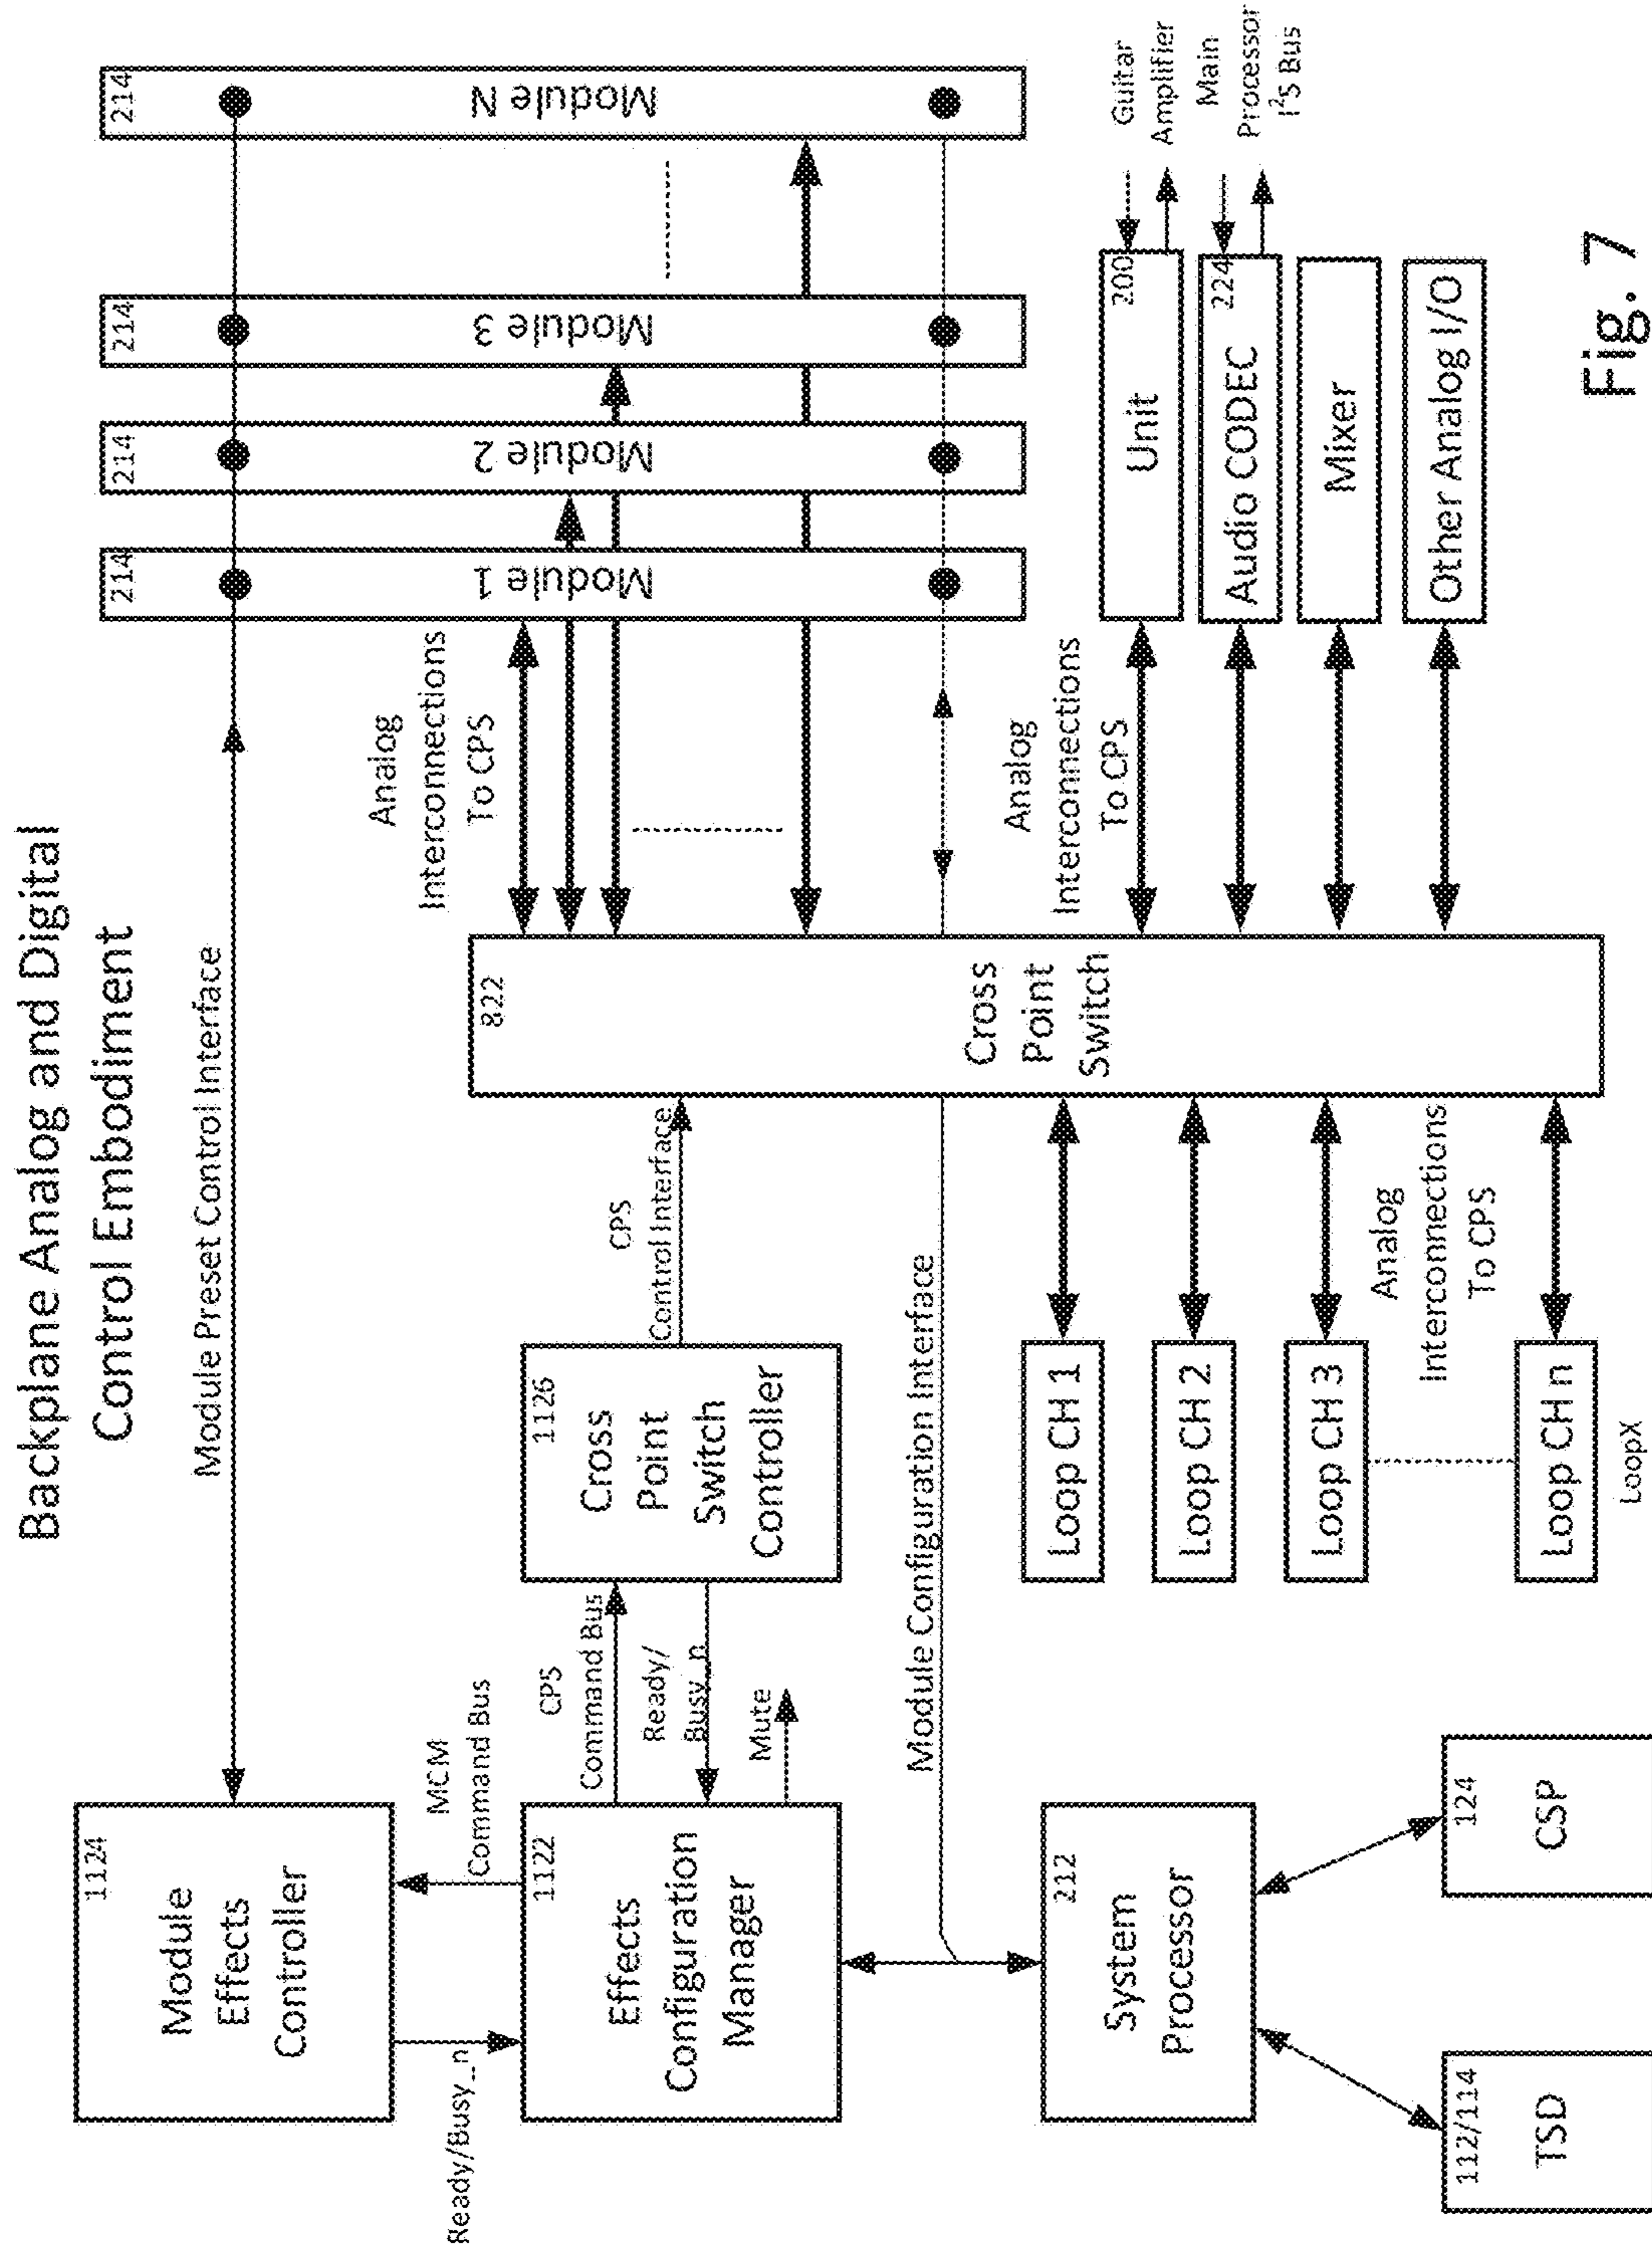 Backplane Analog and Digital
Control Embodiment
Module Preset Control Interface
1124
Module
Effects
Controller
Ready/Busy_n
MCM
Command Bus
1122
Effects
Configuration
Manager
CPS
Command Bus
Ready/
Busy_n
Mute
1126
Cross
Point
Switch
Controller
CPS
Control Interface
Module Configuration Interface
212
System
Processor
112/114
TSD
124
CSP
Loop CH 1
Loop CH 2
Loop CH 3
Loop CH n
LoopX
Analog
Interconnections
To CPS
822
Cross
Point
Switch
Analog
Interconnections
To CPS
214
Module 1
214
Module 2
214
Module 3
214
Module N
Analog
Interconnections
To CPS
200
Unit
224
Audio CODEC
Mixer
Other Analog I/O
Guitar
Amplifier
Main
Processor
I²S Bus
Fig. 7